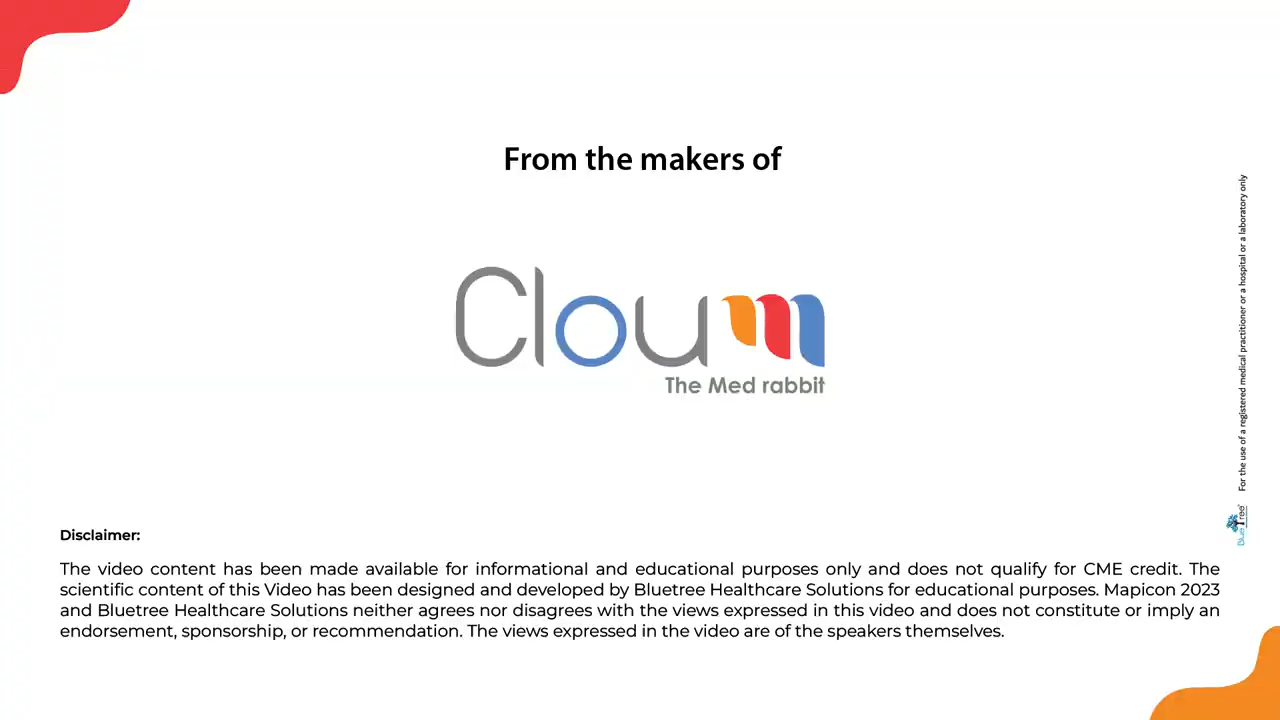 From the makers of
Cloum
The Med rabbit
For the use of a registered medical practitioner or a hospital or a laboratory only
BlueTree
Disclaimer:
The video content has been made available for informational and educational purposes only and does not qualify for CME credit. The
scientific content of this Video has been designed and developed by Bluetree Healthcare Solutions for educational purposes. Mapicon 2023
and Bluetree Healthcare Solutions neither agrees nor disagrees with the views expressed in this video and does not constitute or imply an
endorsement, sponsorship, or recommendation. The views expressed in the video are of the speakers themselves.